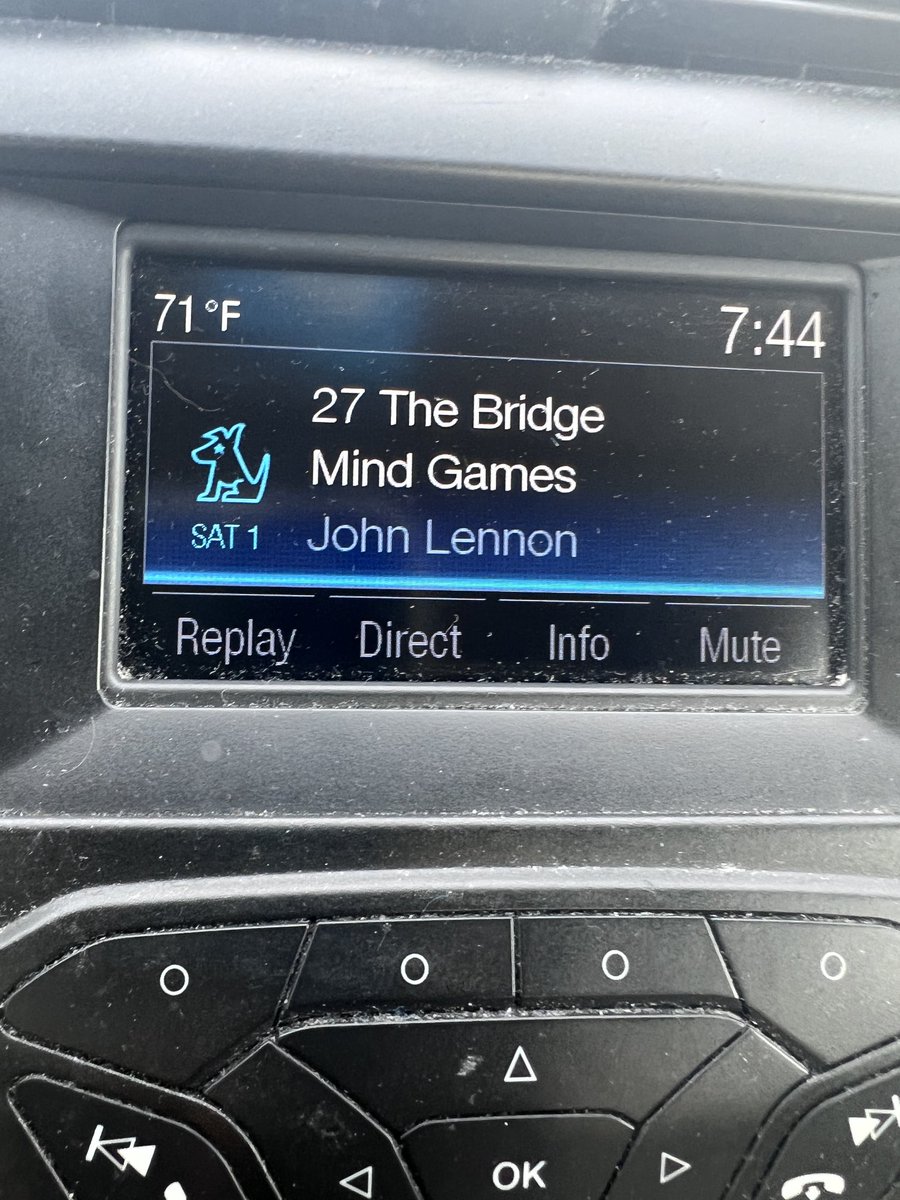 71°F
7:44
27 The Bridge
Mind Games
SAT 1
John Lennon
Replay
Direct
Info
Mute
OK